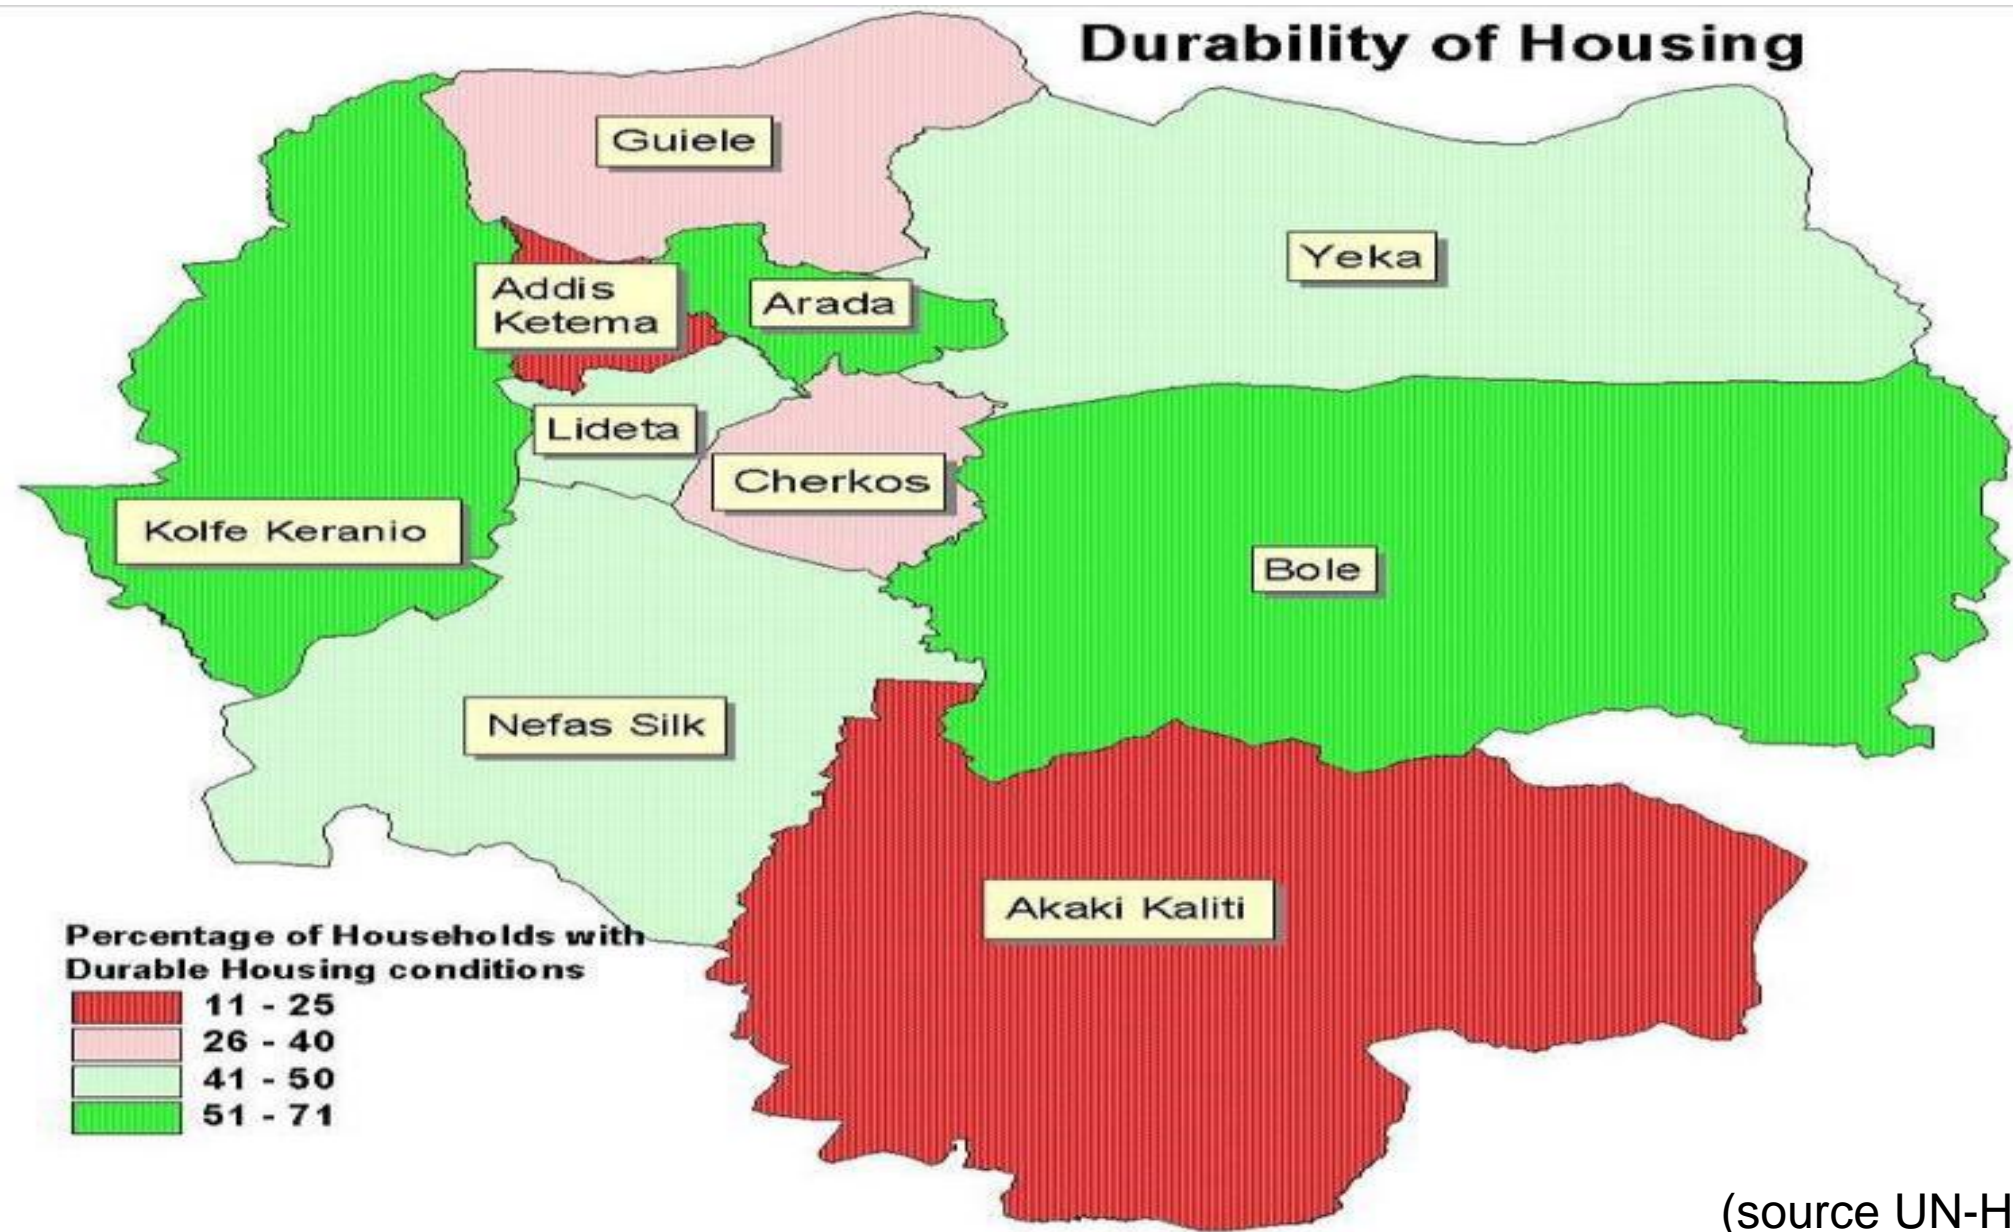 Durability of Housing
Guiele
Yeka
Addis
Ketema
Arada
Lideta
Cherkos
Kolfe Keranio
Bole
Nefas Silk
Akaki Kaliti
Percentage of Households with
Durable Housing conditions
11 - 25
26 - 40
41 - 50
51 - 71
(source UN-H